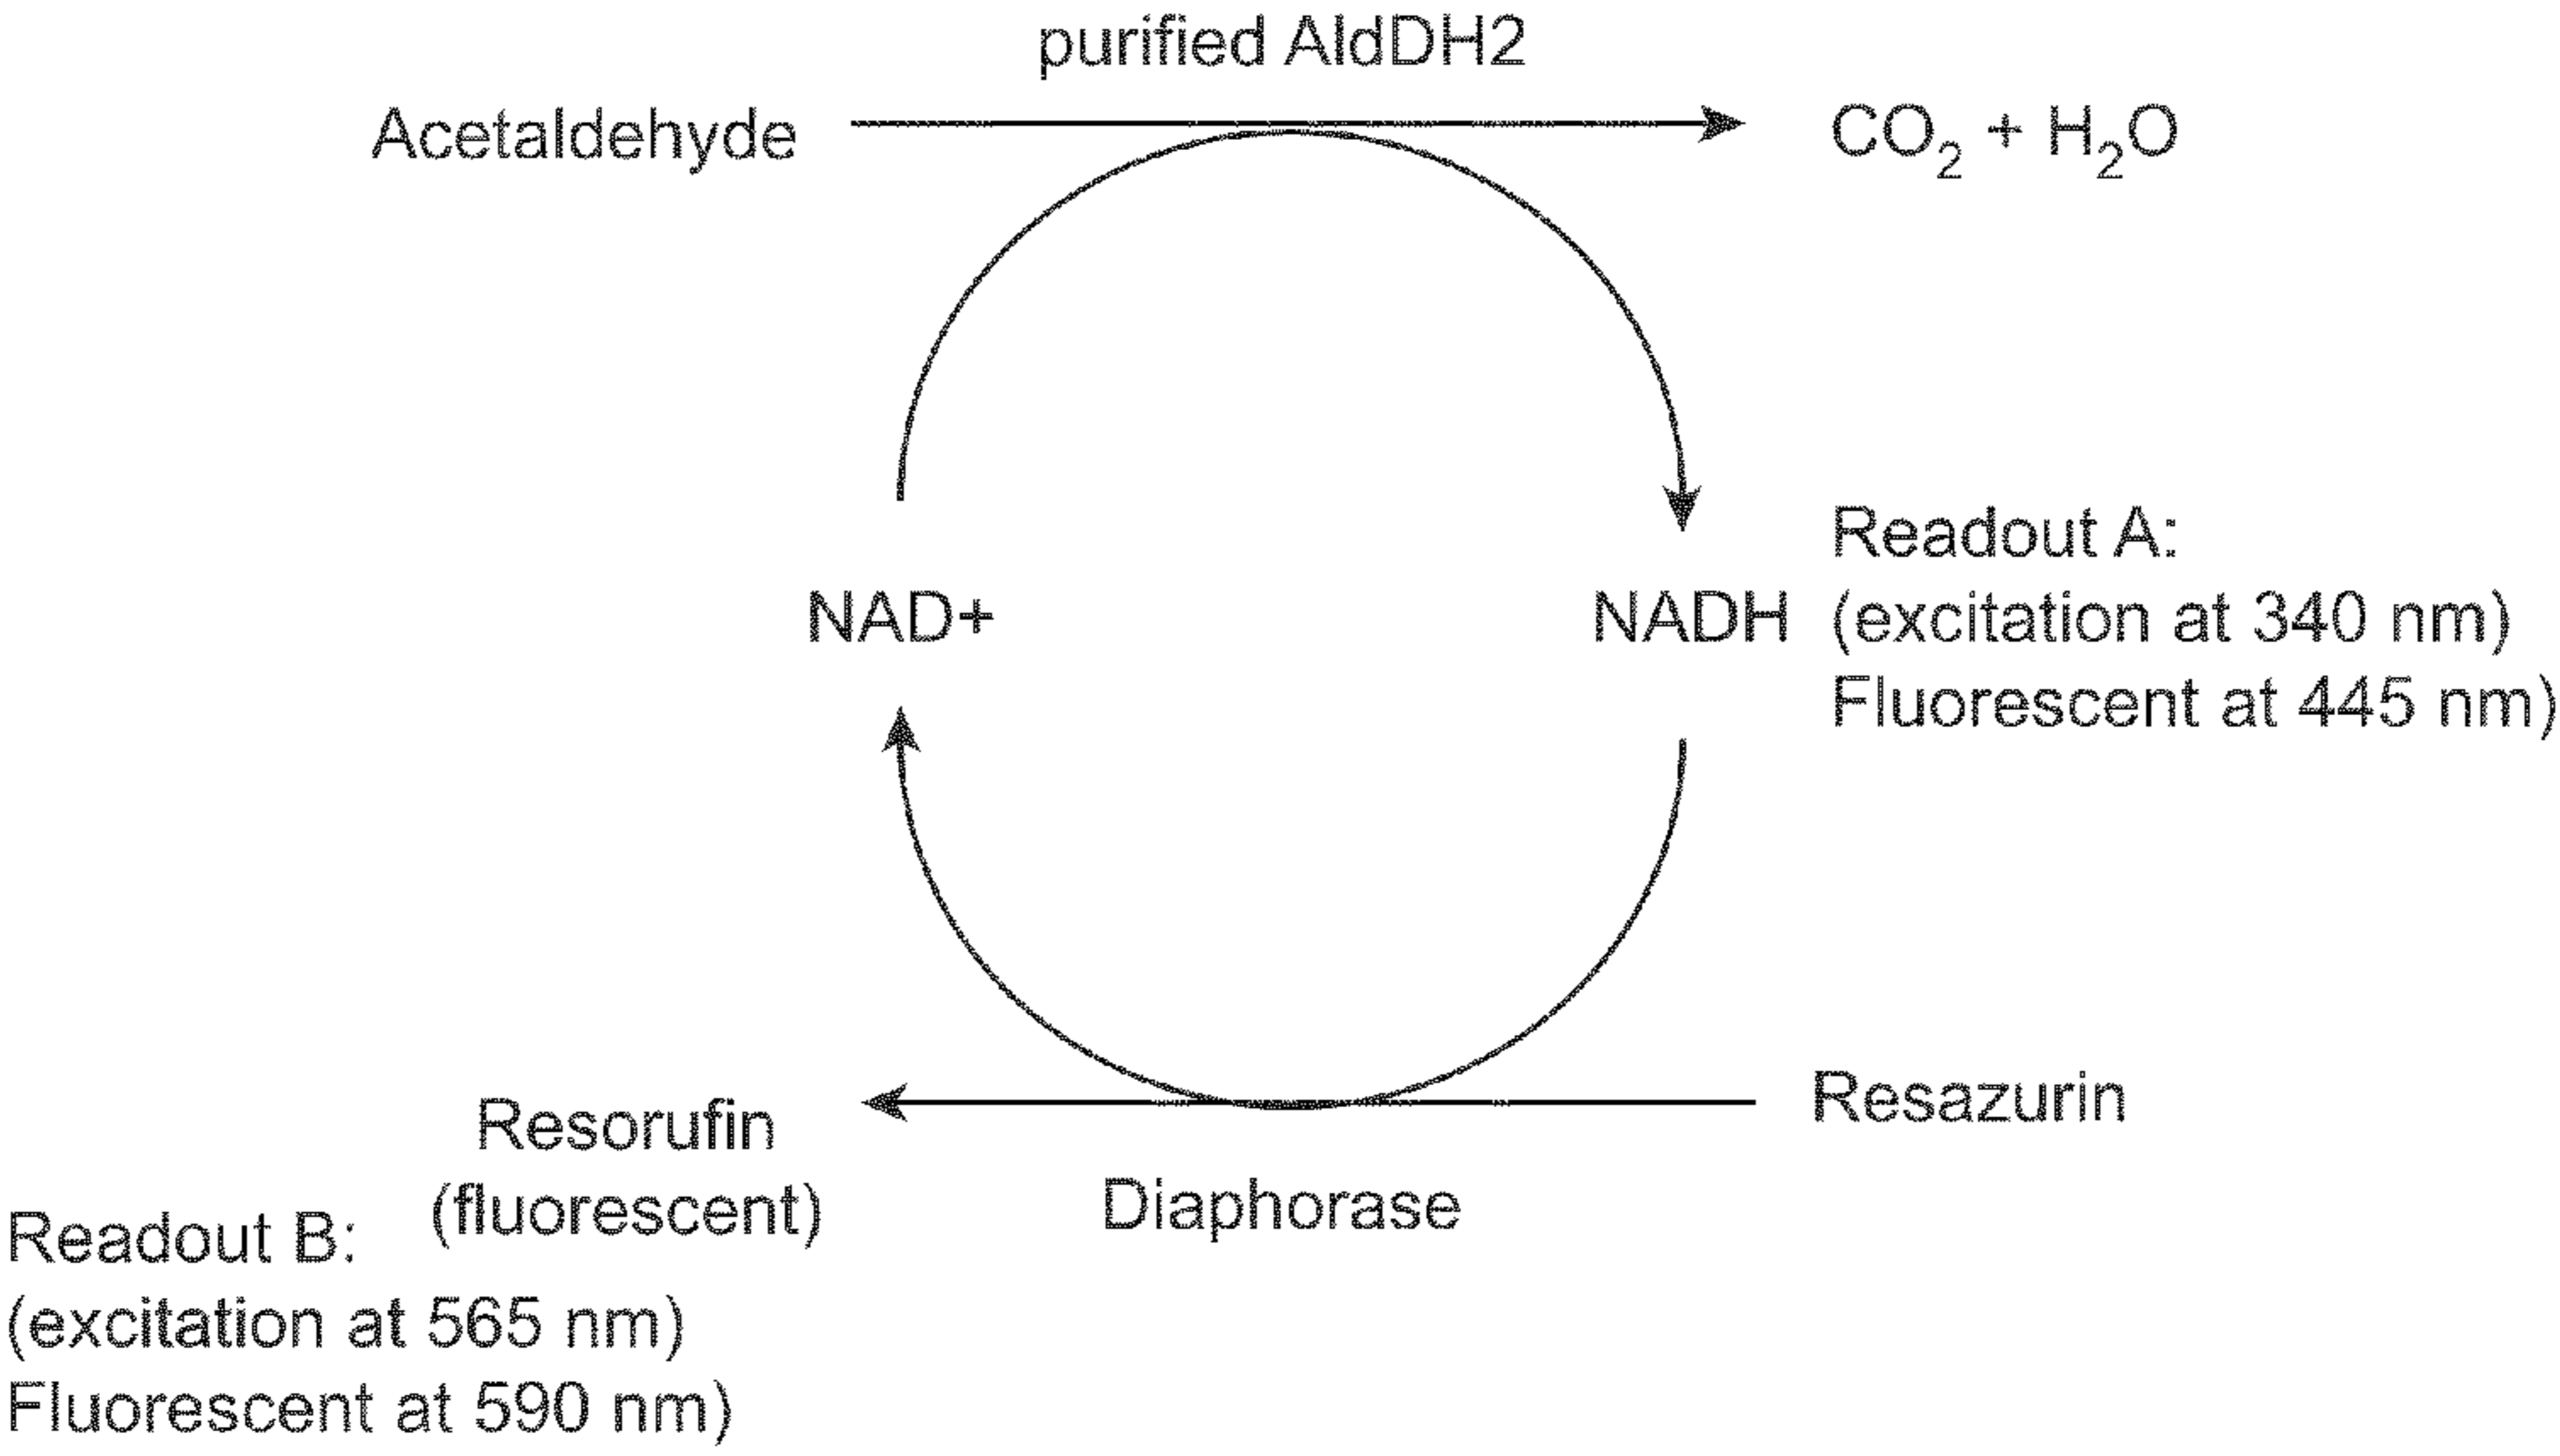 purified AldDH2
Acetaldehyde
CO2 + H2O
NAD+
NADH
Readout A:
(excitation at 340 nm)
Fluorescent at 445 nm)
Resorufin
(fluorescent)
Diaphorase
Resazurin
Readout B:
(excitation at 565 nm)
Fluorescent at 590 nm)